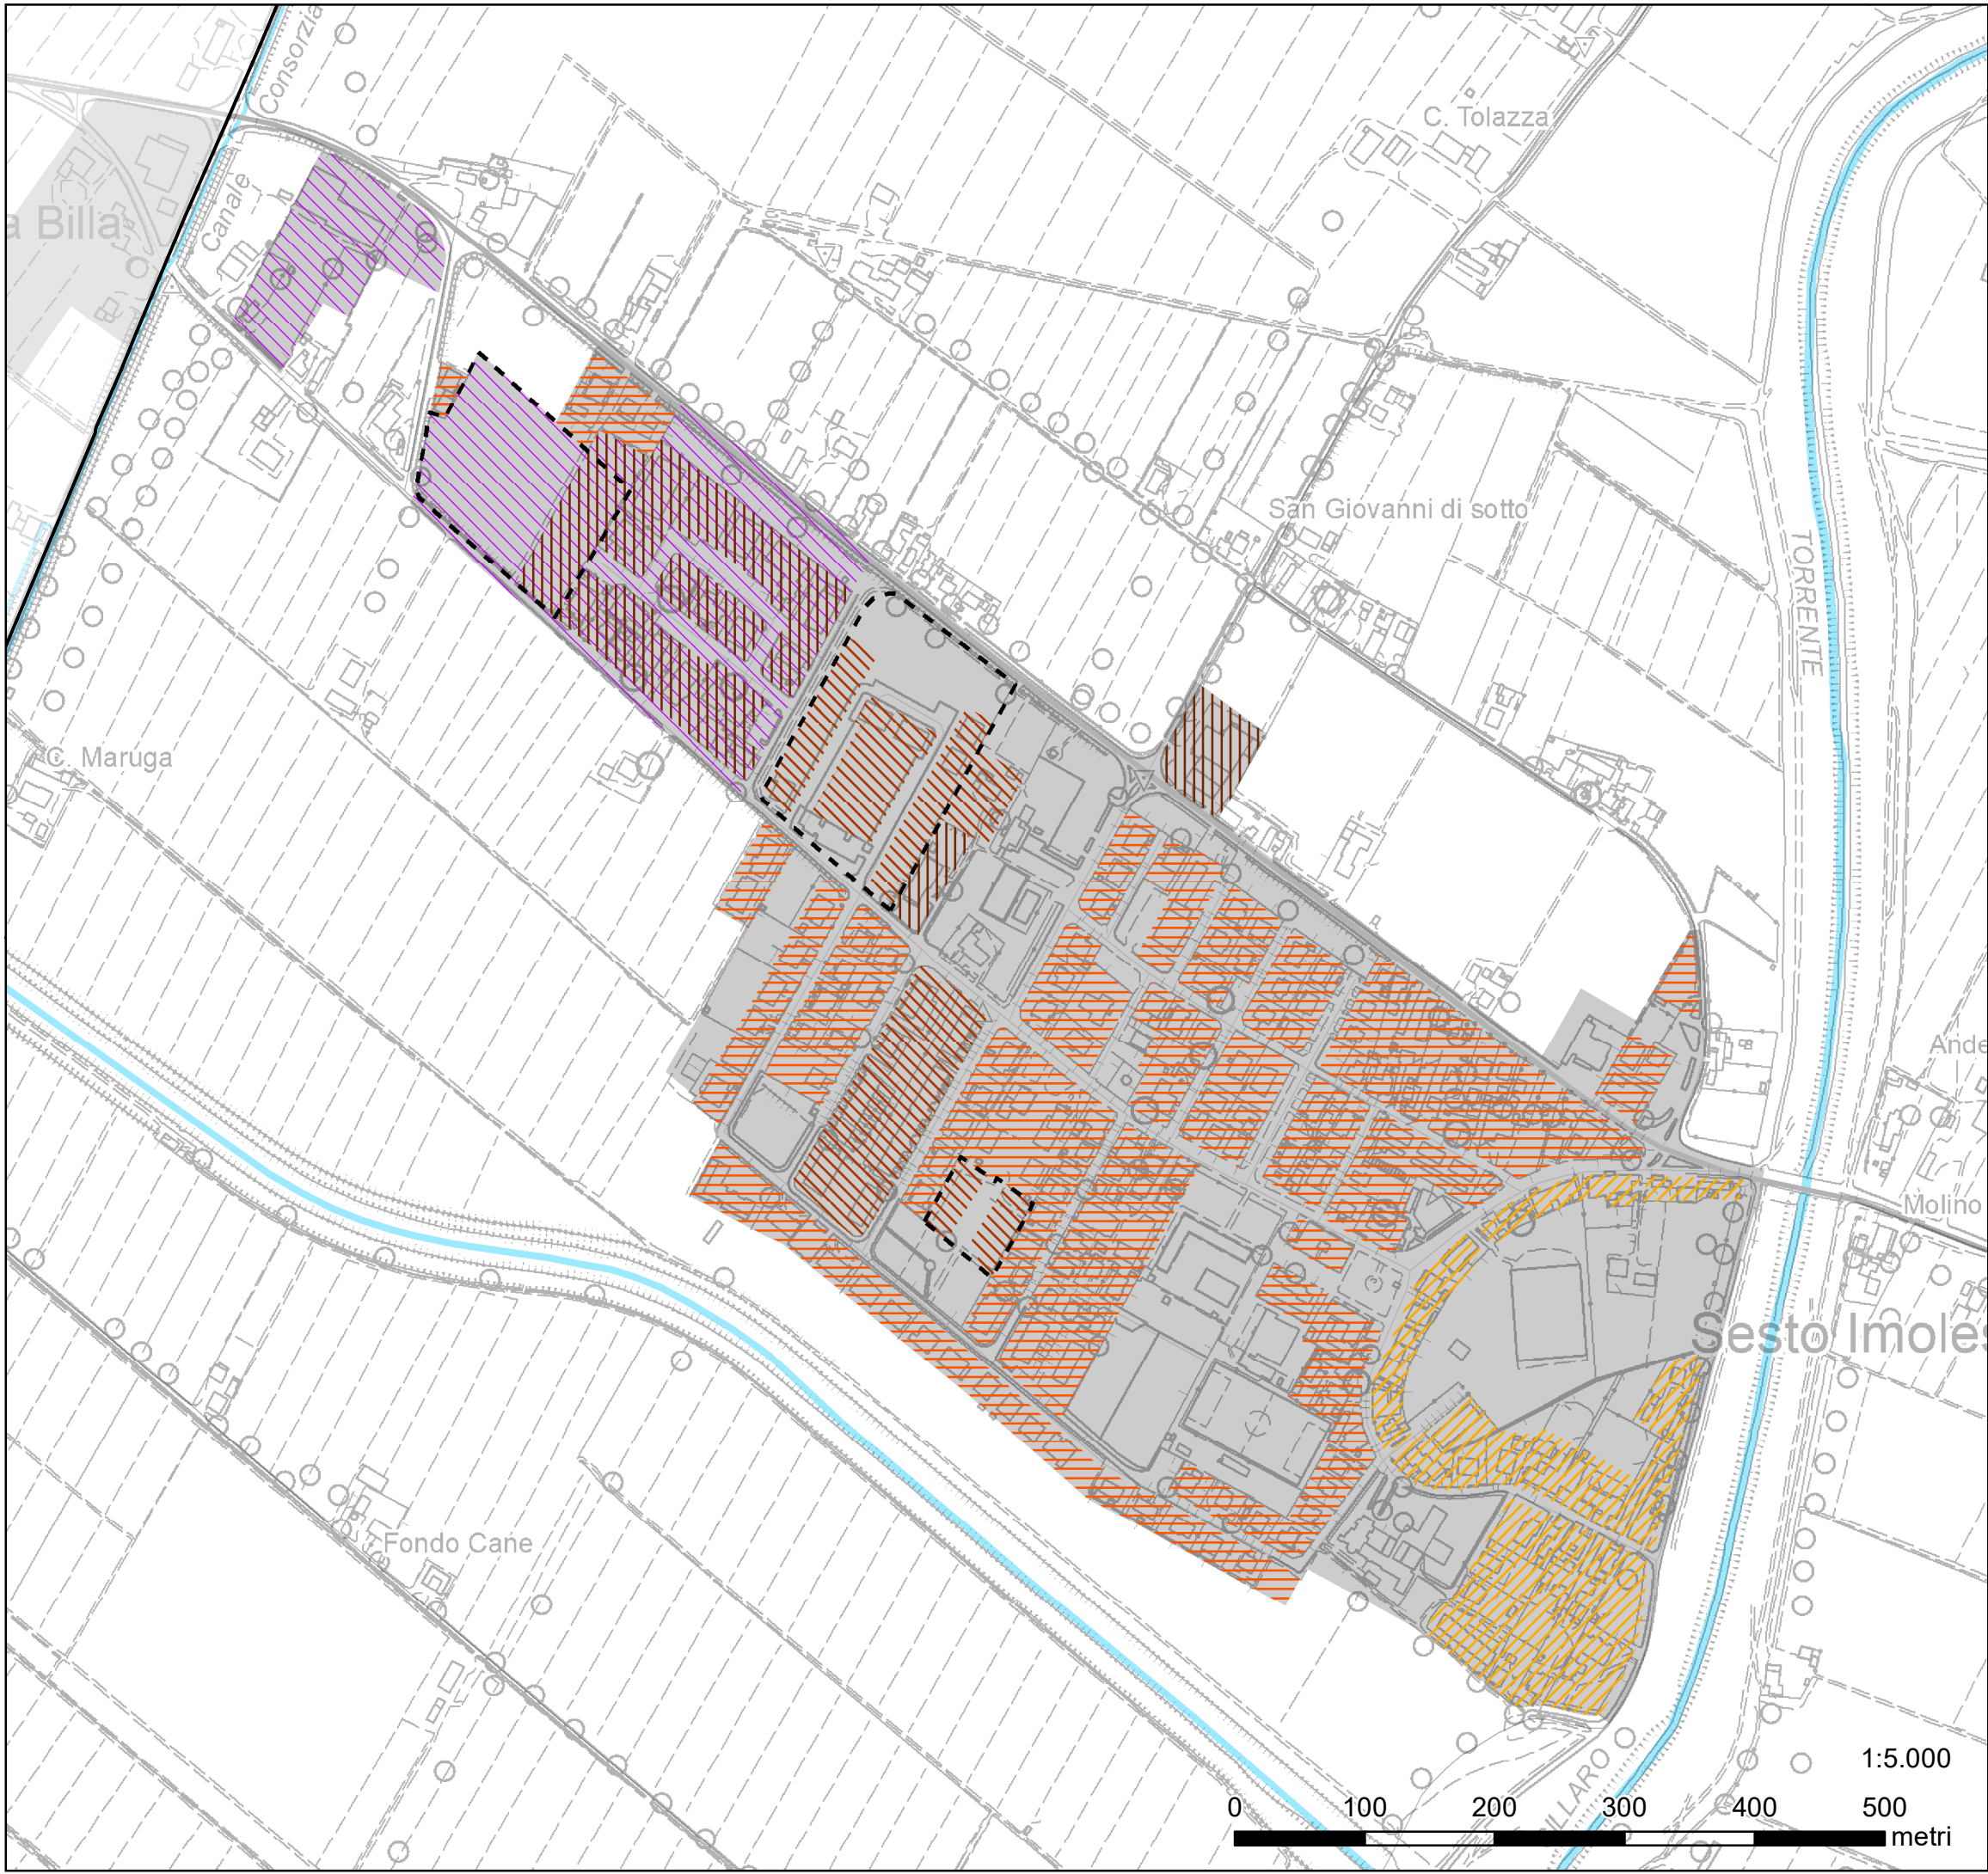 Consorzia
C. Tolazza
Canale
a Billa
San Giovanni di sotto
TORRENTE
C. Maruga
Ande
Molino
Sesto Imoles
Fondo Cane
1:5.000
0 100 200 300 400 500
metri